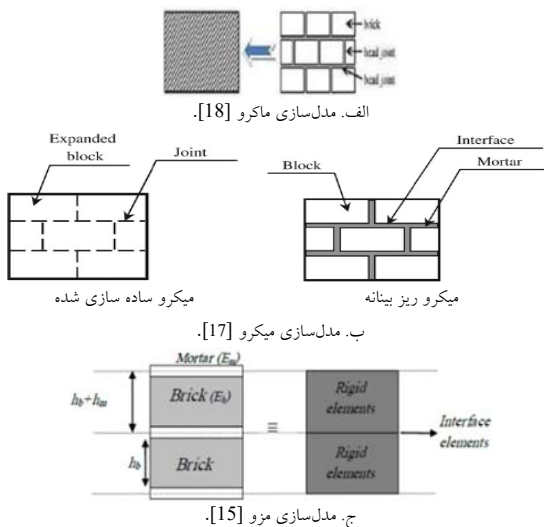 brick
head joint
bead joint
الف. مدل‌سازی ماکرو [18].
Expanded block
Joint
Block
Interface
Mortar
میکرو ساده سازی شده
میکرو ریز بینانه
ب. مدل‌سازی میکرو [17].
Mortar (Em)
hb+hm
Brick (Eb)
≡
Rigid elements
Interface elements
hb
Brick
Rigid elements
ج. مدل‌سازی مزو [15].